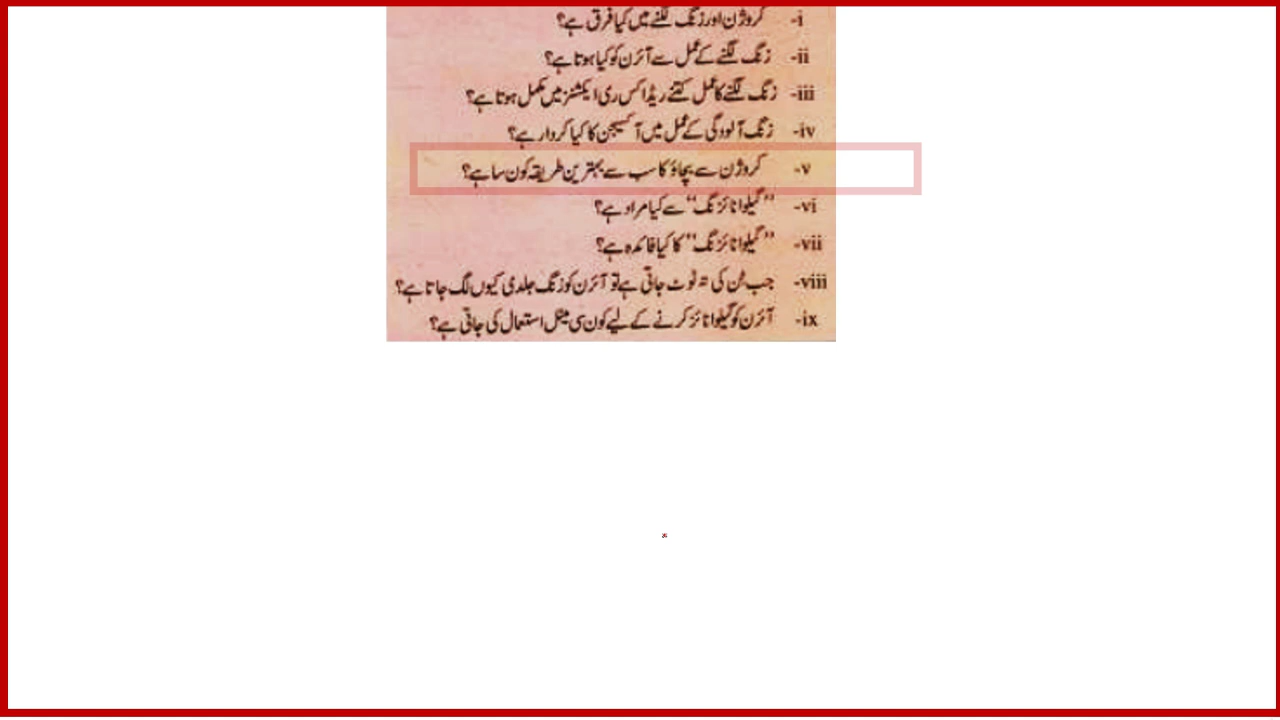 i- کروژن اور زنگ لگنے میں کیا فرق ہے؟
ii- زنگ لگنے کے عمل سے آئرن کو کیا ہوتا ہے؟
iii- زنگ لگنے کا عمل کتنے ریڈاکس ری ایکشنز میں مکمل ہوتا ہے؟
iv- زنگ آلودگی کے عمل میں آکسیجن کا کیا کردار ہے؟
v- کروژن سے بچاؤ کا سب سے بہترین طریقہ کون سا ہے؟
vi- "گیلوانائزنگ" سے کیا مراد ہے؟
vii- "گیلوانائزنگ" کا کیا فائدہ ہے؟
viii- جب ٹن کی تہ ٹوٹ جاتی ہے تو آئرن کو زنگ جلدی کیوں لگ جاتا ہے؟
ix- آئرن کو گیلوانائز کرنے کے لیے کون سی میٹل استعمال کی جاتی ہے؟